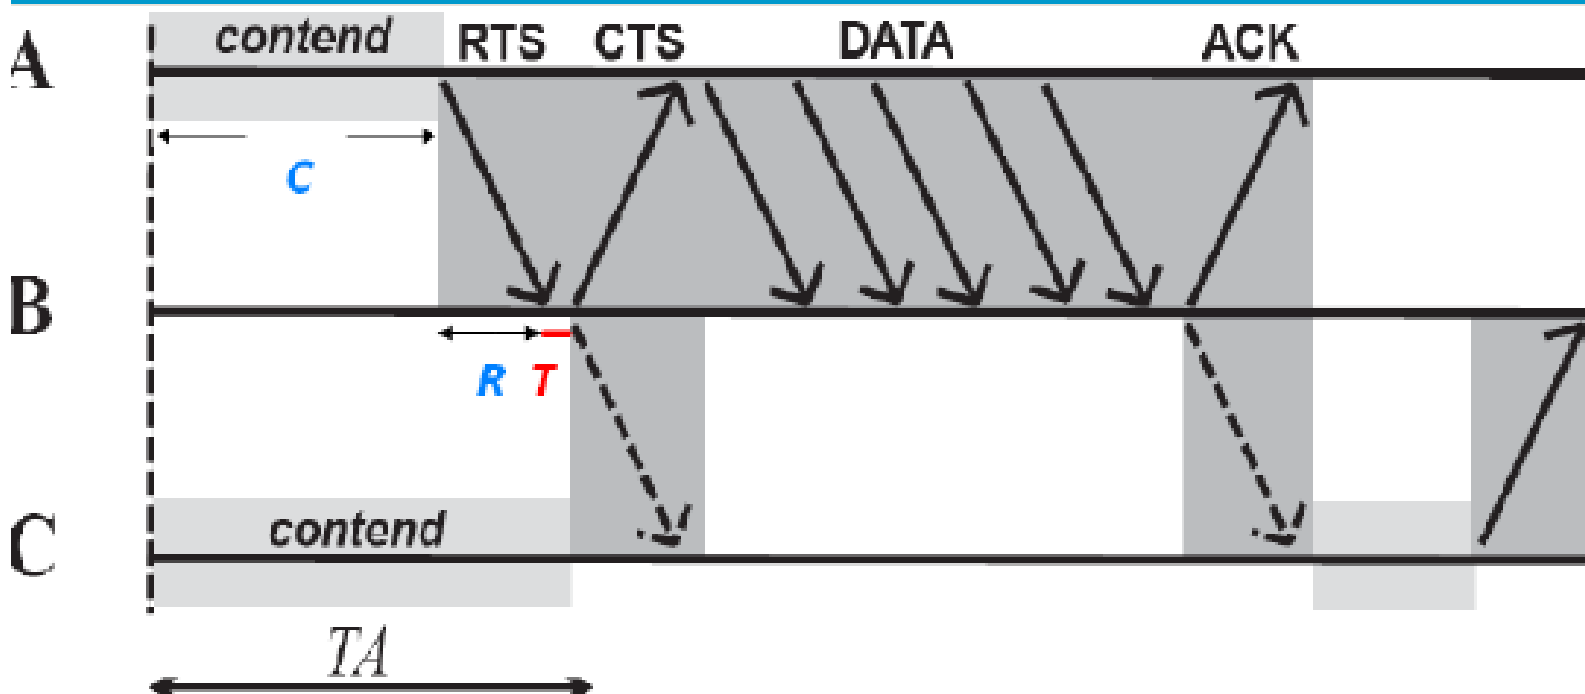 A contend RTS CTS DATA ACK
C
B
R T
C contend
TA